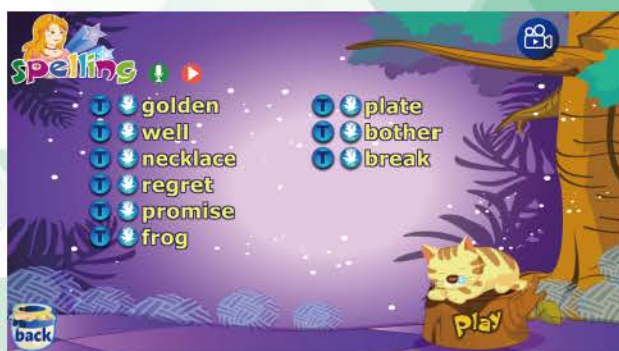 spelling
T golden
T well
T necklace
T regret
T promise
T frog
T plate
T bother
T break
Play
back